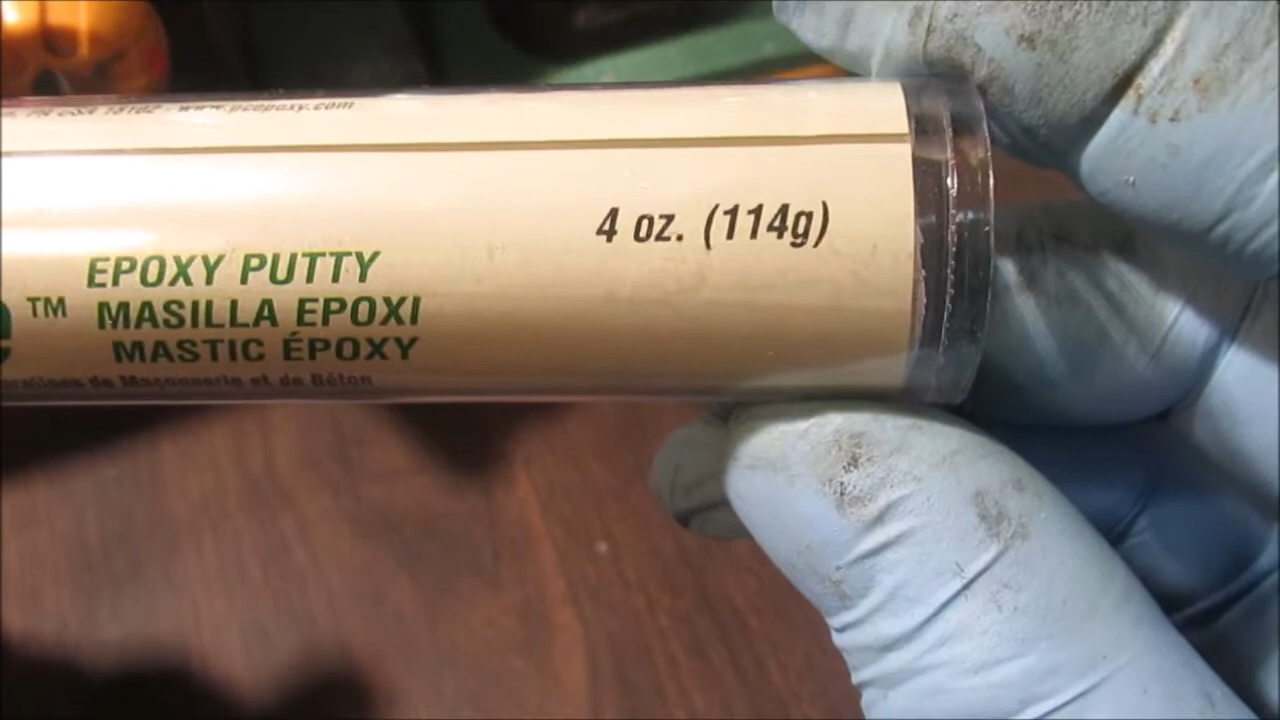 www.pcepoxy.com
4 oz. (114g)
EPOXY PUTTY
™ MASILLA EPOXI
MASTIC ÉPOXY
de Maçonnerie et de Béton